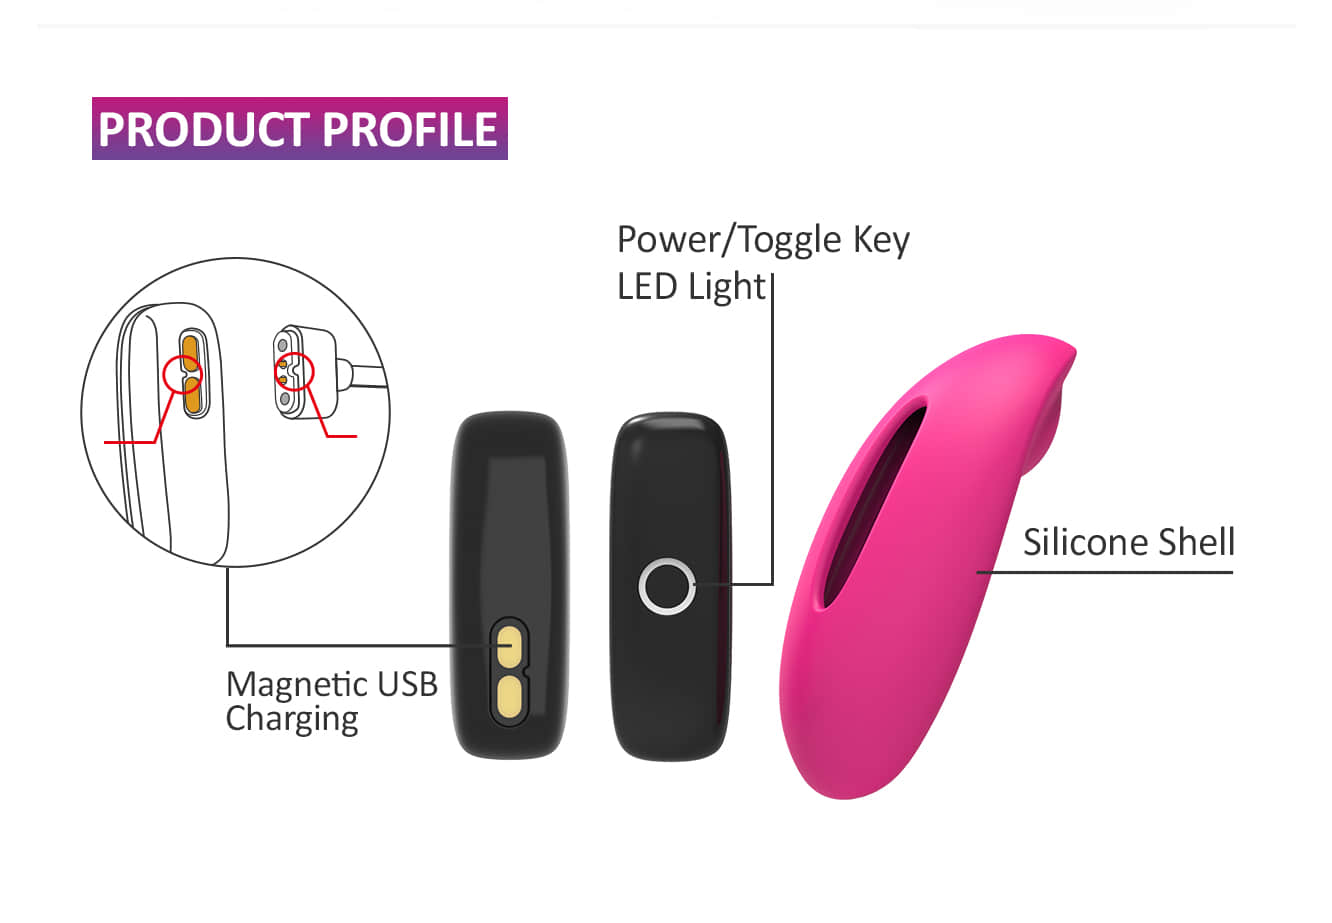 PRODUCT PROFILE
Power/Toggle Key
LED Light
Silicone Shell
Magnetic USB
Charging